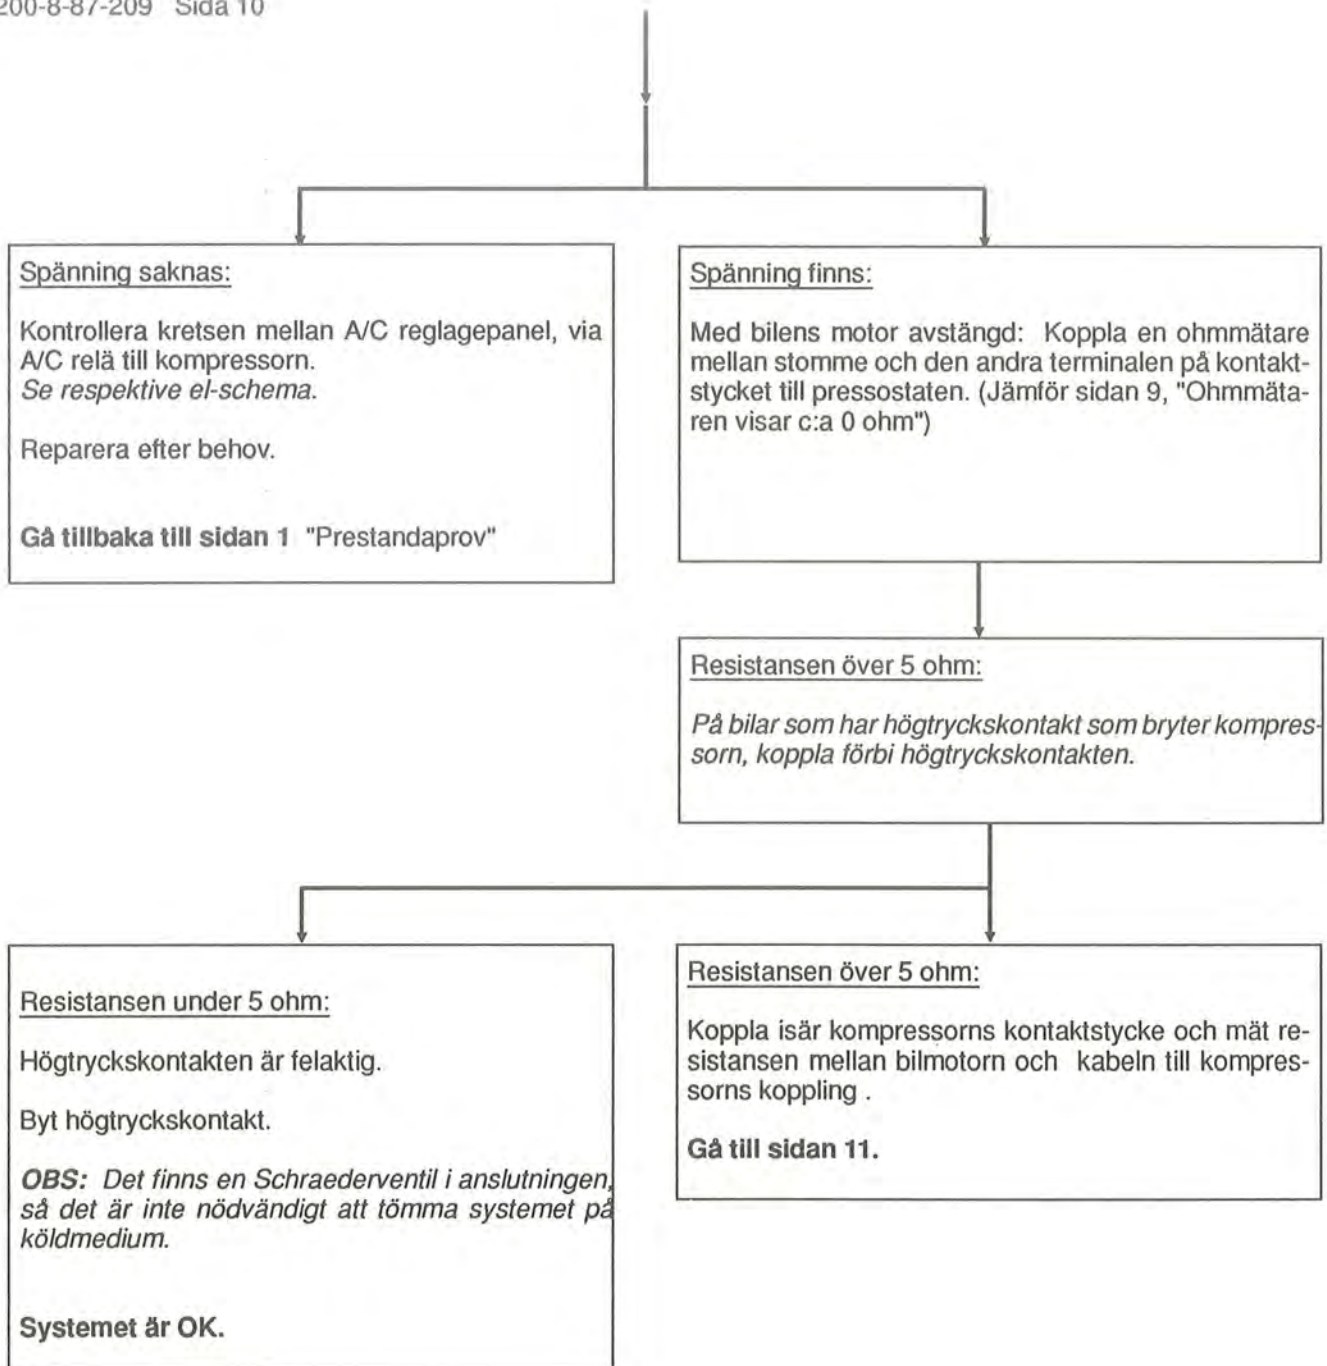 200-8-87-209 Sida 10
Spänning saknas:
Kontrollera kretsen mellan A/C reglagepanel, via
A/C relä till kompressorn.
Se respektive el-schema.
Reparera efter behov.
Gå tillbaka till sidan 1 "Prestandaprov"
Spänning finns:
Med bilens motor avstängd: Koppla en ohmmätare
mellan stomme och den andra terminalen på kontakt-
stycket till pressostaten. (Jämför sidan 9, "Ohmmäta-
ren visar c:a 0 ohm")
Resistansen över 5 ohm:
På bilar som har högtryckskontakt som bryter kompres-
sorn, koppla förbi högtryckskontakten.
Resistansen under 5 ohm:
Högtryckskontakten är felaktig.
Byt högtryckskontakt.
OBS: Det finns en Schraederventil i anslutningen,
så det är inte nödvändigt att tömma systemet på
köldmedium.
Systemet är OK.
Resistansen över 5 ohm:
Koppla isär kompressorns kontaktstycke och mät re-
sistansen mellan bilmotorn och kabeln till kompres-
sorns koppling .
Gå till sidan 11.